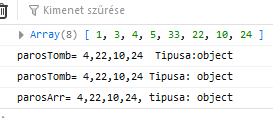 Kimenet szűrése
Array(8) [ 1, 3, 4, 5, 33, 22, 10, 24 ]
parosTomb= 4,22,10,24  Tipusa:object
parosTomb= 4,22,10,24 Tipusa: object
parosArr= 4,22,10,24, tipusa: object